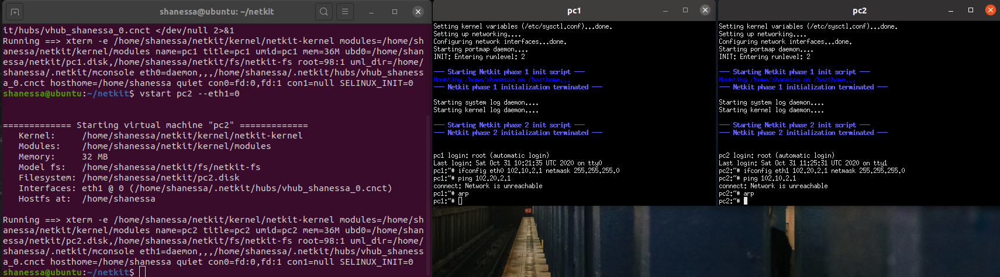 shanessa@ubuntu: ~/netkit
it/hubs/vhub_shanessa_0.cnct </dev/null 2>&1
Running ==> xterm -e /home/shanessa/netkit/kernel/netkit-kernel modules=/home/sh
anessa/netkit/kernel/modules name=pc1 title=pc1 umid=pc1 mem=36M ubd0=/home/shan
essa/netkit/pc1.disk,/home/shanessa/netkit/fs/netkit-fs root=98:1 uml_dir=/home/
shanessa/.netkit/mconsole eth0=daemon,,,/home/shanessa/.netkit/hubs/vhub_shaness
a_0.cnct hosthome=/home/shanessa quiet con0=fd:0,fd:1 con1=null SELINUX_INIT=0
shanessa@ubuntu:~/netkit$ vstart pc2 --eth1=0
============= Starting virtual machine "pc2" =============
Kernel: /home/shanessa/netkit/kernel/netkit-kernel
Modules: /home/shanessa/netkit/kernel/modules
Memory: 32 MB
Model fs: /home/shanessa/netkit/fs/netkit-fs
Filesystem: /home/shanessa/netkit/pc2.disk
Interfaces: eth1 @ 0 (/home/shanessa/.netkit/hubs/vhub_shanessa_0.cnct)
Hostfs at: /home/shanessa
Running ==> xterm -e /home/shanessa/netkit/kernel/netkit-kernel modules=/home/sh
anessa/netkit/kernel/modules name=pc2 title=pc2 umid=pc2 mem=36M ubd0=/home/shan
essa/netkit/pc2.disk,/home/shanessa/netkit/fs/netkit-fs root=98:1 uml_dir=/home/
shanessa/.netkit/mconsole eth1=daemon,,,/home/shanessa/.netkit/hubs/vhub_shaness
a_0.cnct hosthome=/home/shanessa quiet con0=fd:0,fd:1 con1=null SELINUX_INIT=0
shanessa@ubuntu:~/netkit$
pc1
Setting kernel variables (/etc/sysctl.conf)...done.
Setting up networking....
Configuring network interfaces...done.
Starting portmap daemon....
INIT: Entering runlevel: 2
--- Starting Netkit phase 1 init script ---
Mounting /home/shanessa on /hosthome...
--- Netkit phase 1 initialization terminated ---
Starting system log daemon....
Starting kernel log daemon....
--- Starting Netkit phase 2 init script ---
--- Netkit phase 2 initialization terminated ---
pc1 login: root (automatic login)
Last login: Sat Oct 31 10:21:35 UTC 2020 on tty0
pc1:~# ifconfig eth0 102.10.2.1 netmask 255.255.255.0
pc1:~# ping 102.20.2.1
connect: Network is unreachable
pc1:~# arp
pc1:~#
pc2
Setting kernel variables (/etc/sysctl.conf)...done.
Setting up networking....
Configuring network interfaces...done.
Starting portmap daemon....
INIT: Entering runlevel: 2
--- Starting Netkit phase 1 init script ---
Mounting /home/shanessa on /hosthome...
--- Netkit phase 1 initialization terminated ---
Starting system log daemon....
Starting kernel log daemon....
--- Starting Netkit phase 2 init script ---
--- Netkit phase 2 initialization terminated ---
pc2 login: root (automatic login)
Last login: Sat Oct 31 11:25:31 UTC 2020 on tty1
pc2:~# ifconfig eth1 102.20.2.1 netmask 255.255.255.0
pc2:~# ping 102.10.2.1
connect: Network is unreachable
pc2:~# arp
pc2:~#